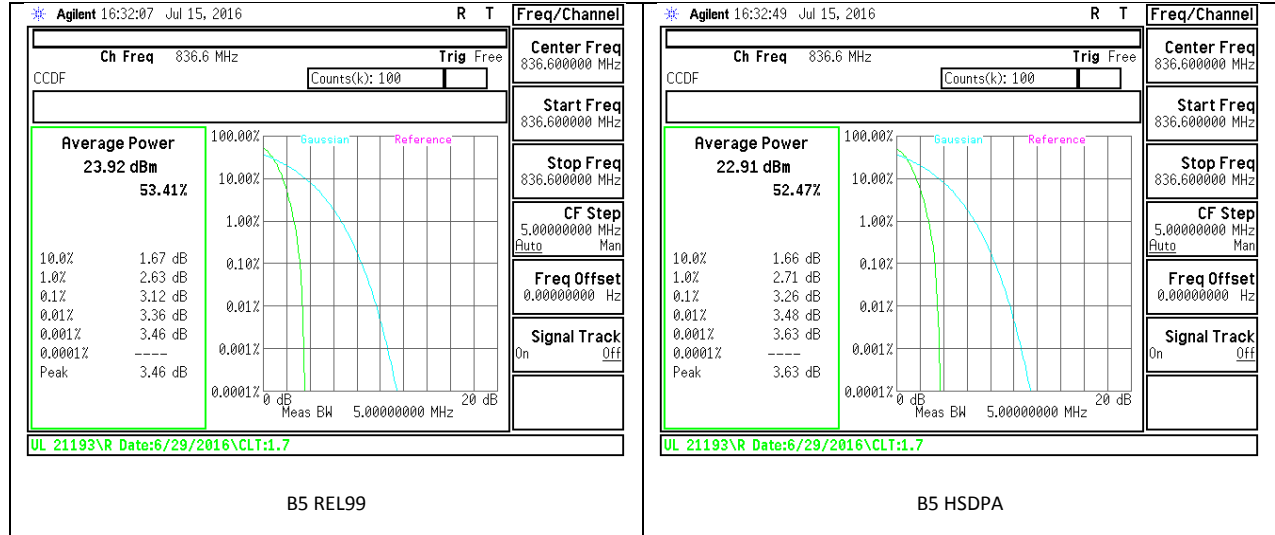 Agilent 16:32:07 Jul 15, 2016 R T
Freq/Channel
Ch Freq 836.6 MHz Trig Free
CCDF Counts(k): 100
Center Freq
836.600000 MHz
Start Freq
836.600000 MHz
Stop Freq
836.600000 MHz
CF Step
5.00000000 MHz
Auto Man
Freq Offset
0.00000000 Hz
Signal Track
On Off
Average Power
23.92 dBm
53.41%
10.0% 1.67 dB
1.0% 2.63 dB
0.1% 3.12 dB
0.01% 3.36 dB
0.001% 3.46 dB
0.0001% ----
Peak 3.46 dB
Gaussian Reference
100.00%
10.00%
1.00%
0.10%
0.01%
0.001%
0.0001%
0 dB 20 dB
Meas BW 5.00000000 MHz
UL 21193\R Date:6/29/2016\CLT:1.7
B5 REL99
Agilent 16:32:49 Jul 15, 2016 R T
Freq/Channel
Ch Freq 836.6 MHz Trig Free
CCDF Counts(k): 100
Center Freq
836.600000 MHz
Start Freq
836.600000 MHz
Stop Freq
836.600000 MHz
CF Step
5.00000000 MHz
Auto Man
Freq Offset
0.00000000 Hz
Signal Track
On Off
Average Power
22.91 dBm
52.47%
10.0% 1.66 dB
1.0% 2.71 dB
0.1% 3.26 dB
0.01% 3.48 dB
0.001% 3.63 dB
0.0001% ----
Peak 3.63 dB
Gaussian Reference
100.00%
10.00%
1.00%
0.10%
0.01%
0.001%
0.0001%
0 dB 20 dB
Meas BW 5.00000000 MHz
UL 21193\R Date:6/29/2016\CLT:1.7
B5 HSDPA